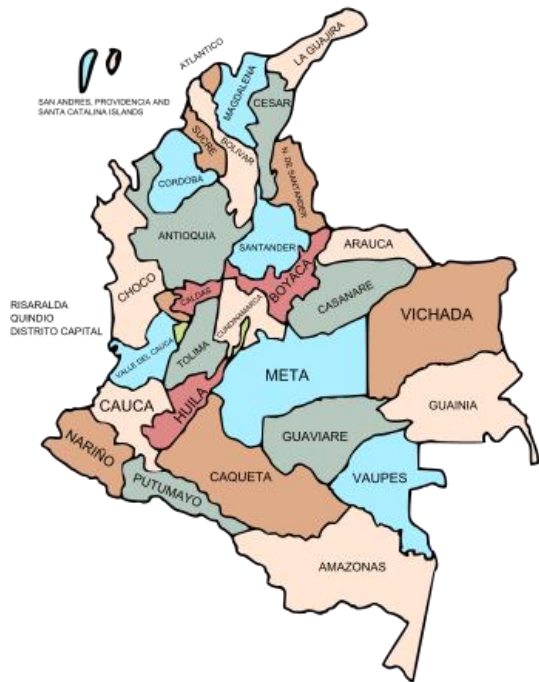 LA GUAJIRA
ATLANTICO
MAGDALENA
CESAR
SAN ANDRES, PROVIDENCIA AND
SANTA CATALINA ISLANDS
SUCRE
BOLIVAR
N. DE SANTANDER
CORDOBA
ANTIOQUIA
SANTANDER
ARAUCA
CHOCO
BOYACA
CASANARE
RISARALDA
QUINDIO
DISTRITO CAPITAL
CALDAS
CUNDINAMARCA
VICHADA
VALLE DEL CAUCA
TOLIMA
META
CAUCA
HUILA
GUAINIA
NARIÑO
GUAVIARE
CAQUETA
VAUPES
PUTUMAYO
AMAZONAS